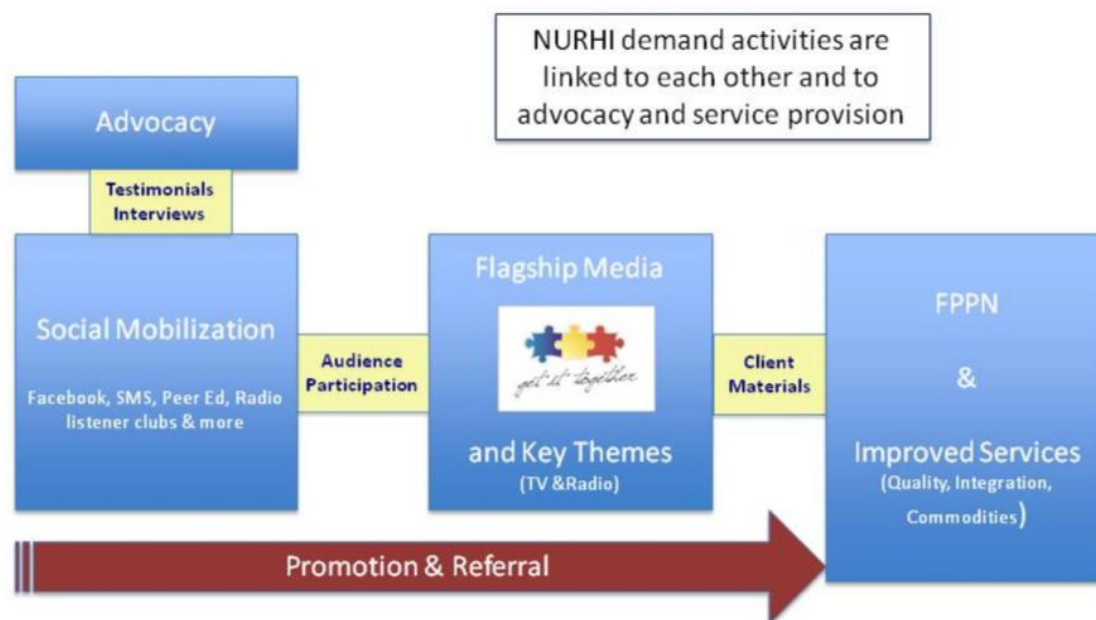 NURHI demand activities are
linked to each other and to
advocacy and service provision
Advocacy
Testimonials
Interviews
Social Mobilization
Facebook, SMS, Peer Ed, Radio
listener clubs & more
Audience
Participation
Flagship Media
get it together
and Key Themes
(TV &Radio)
Client
Materials
FPPN
&
Improved Services
(Quality, Integration,
Commodities)
Promotion & Referral